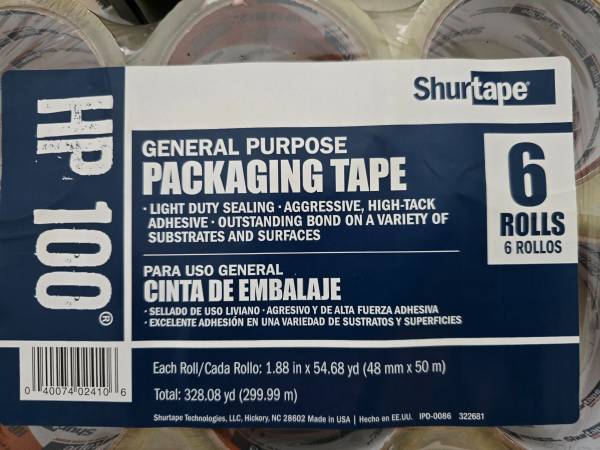 Shurtape®
HP 100®
GENERAL PURPOSE
PACKAGING TAPE
· LIGHT DUTY SEALING · AGGRESSIVE, HIGH-TACK
ADHESIVE · OUTSTANDING BOND ON A VARIETY OF
SUBSTRATES AND SURFACES
6
ROLLS
6 ROLLOS
PARA USO GENERAL
CINTA DE EMBALAJE
· SELLADO DE USO LIVIANO · AGRESIVO Y DE ALTA FUERZA ADHESIVA
· EXCELENTE ADHESIÓN EN UNA VARIEDAD DE SUSTRATOS Y SUPERFICIES
Each Roll/Cada Rollo: 1.88 in x 54.68 yd (48 mm x 50 m)
Total: 328.08 yd (299.99 m)
0 40074 02410 6
Shurtape Technologies, LLC, Hickory, NC 28602 Made in USA | Hecho en EE.UU. IPD-0086 322681